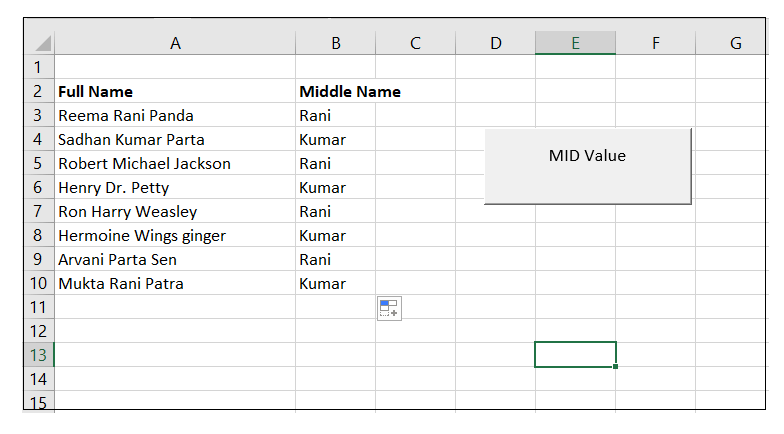 A B C D E F G
1
2 Full Name Middle Name
3 Reema Rani Panda Rani
4 Sadhan Kumar Parta Kumar
5 Robert Michael Jackson Rani
6 Henry Dr. Petty Kumar
7 Ron Harry Weasley Rani
8 Hermoine Wings ginger Kumar
9 Arvani Parta Sen Rani
10 Mukta Rani Patra Kumar
MID Value
11
12
13
14
15